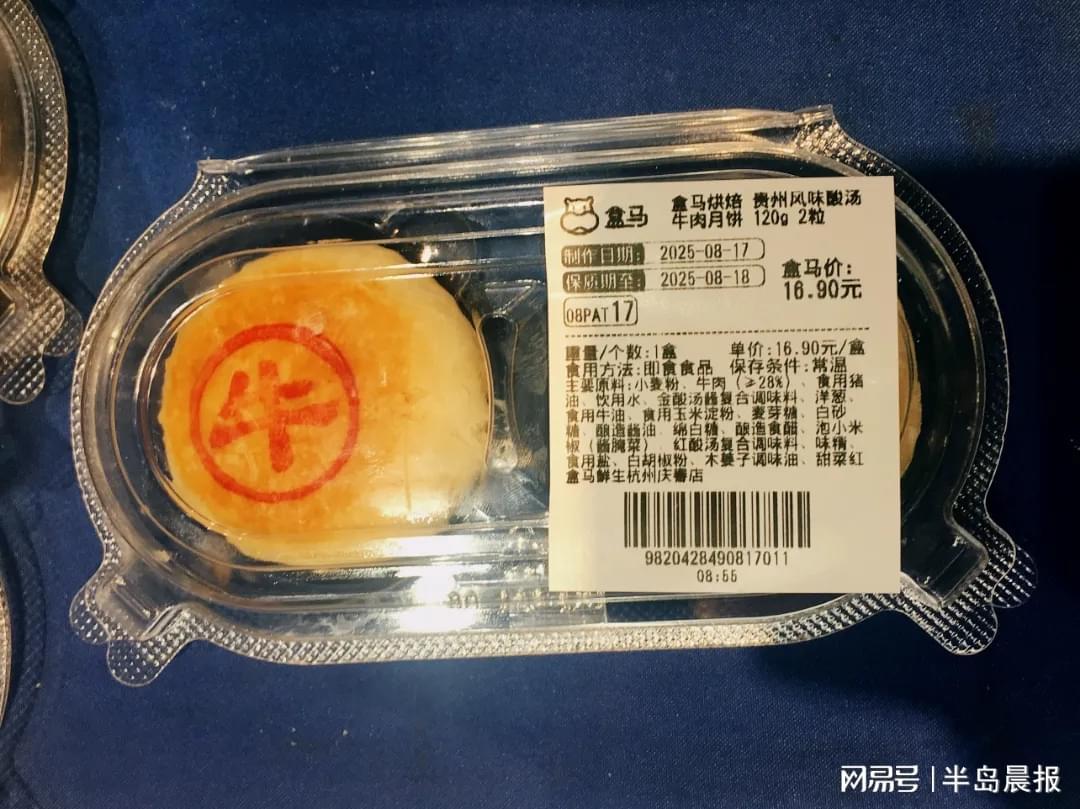 牛
盒马
盒马烘焙 贵州风味酸汤
牛肉月饼 120g 2粒
制作日期: 2025-08-17
保质期至: 2025-08-18
盒马价:
16.90元
08PAT 17
重量/个数:1盒 单价:16.90元/盒
食用方法:即食食品 保存条件:常温
主要原料:小麦粉、牛肉(≥28%)、食用猪
油、饮用水、金酸汤酱复合调味料、洋葱、
食用牛油、食用玉米淀粉、麦芽糖、白砂
糖、酿造酱油、绵白糖、酿造食醋、泡小米
椒(酱腌菜)、红酸汤复合调味料、味精、
食用盐、白胡椒粉、木姜子调味油、甜菜红
盒马鲜生杭州庆春店
9820428490817011
08:55
网易号 | 半岛晨报